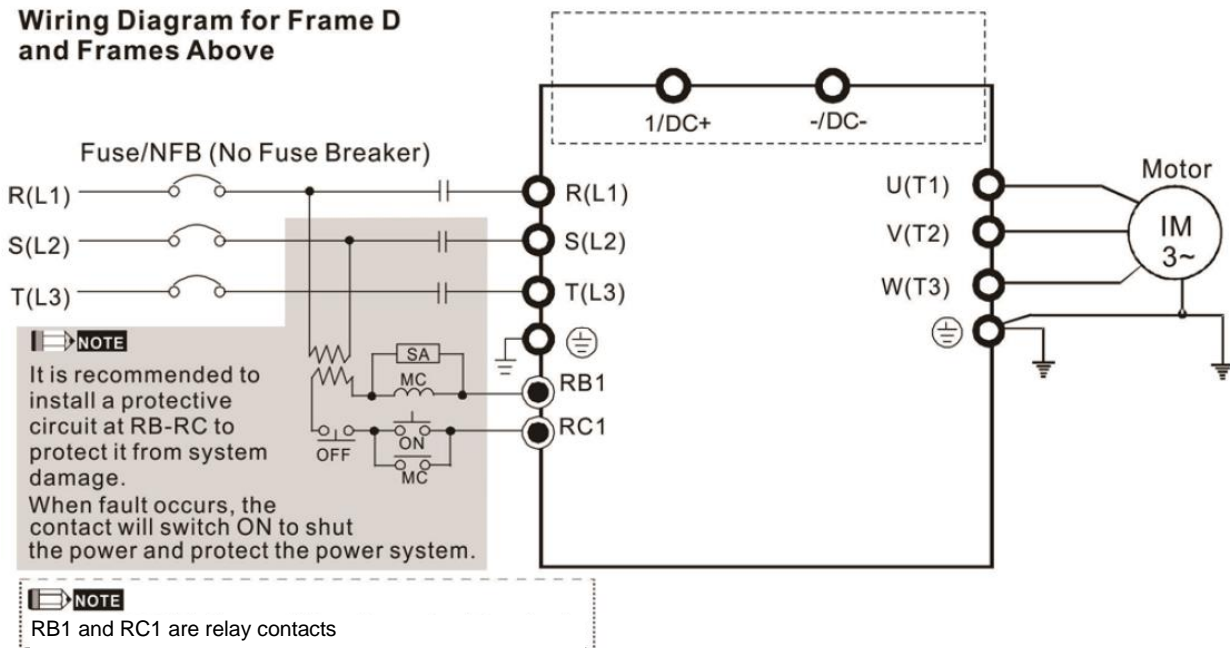 Wiring Diagram for Frame D
and Frames Above
1/DC+
-/DC-
Fuse/NFB (No Fuse Breaker)
R(L1)
S(L2)
T(L3)
R(L1)
S(L2)
T(L3)
U(T1)
V(T2)
W(T3)
Motor
IM
3~
NOTE
It is recommended to
install a protective
circuit at RB-RC to
protect it from system
damage.
When fault occurs, the
contact will switch ON to shut
the power and protect the power system.
SA
MC
OFF
ON
MC
RB1
RC1
NOTE
RB1 and RC1 are relay contacts